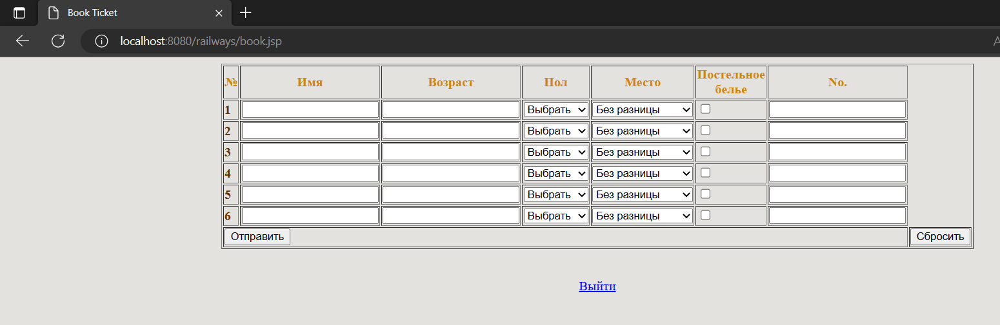 Book Ticket
localhost:8080/railways/book.jsp
№ Имя Возраст Пол Место Постельное белье No.
1 Выбрать Без разницы
2 Выбрать Без разницы
3 Выбрать Без разницы
4 Выбрать Без разницы
5 Выбрать Без разницы
6 Выбрать Без разницы
Отправить Сбросить
Выйти